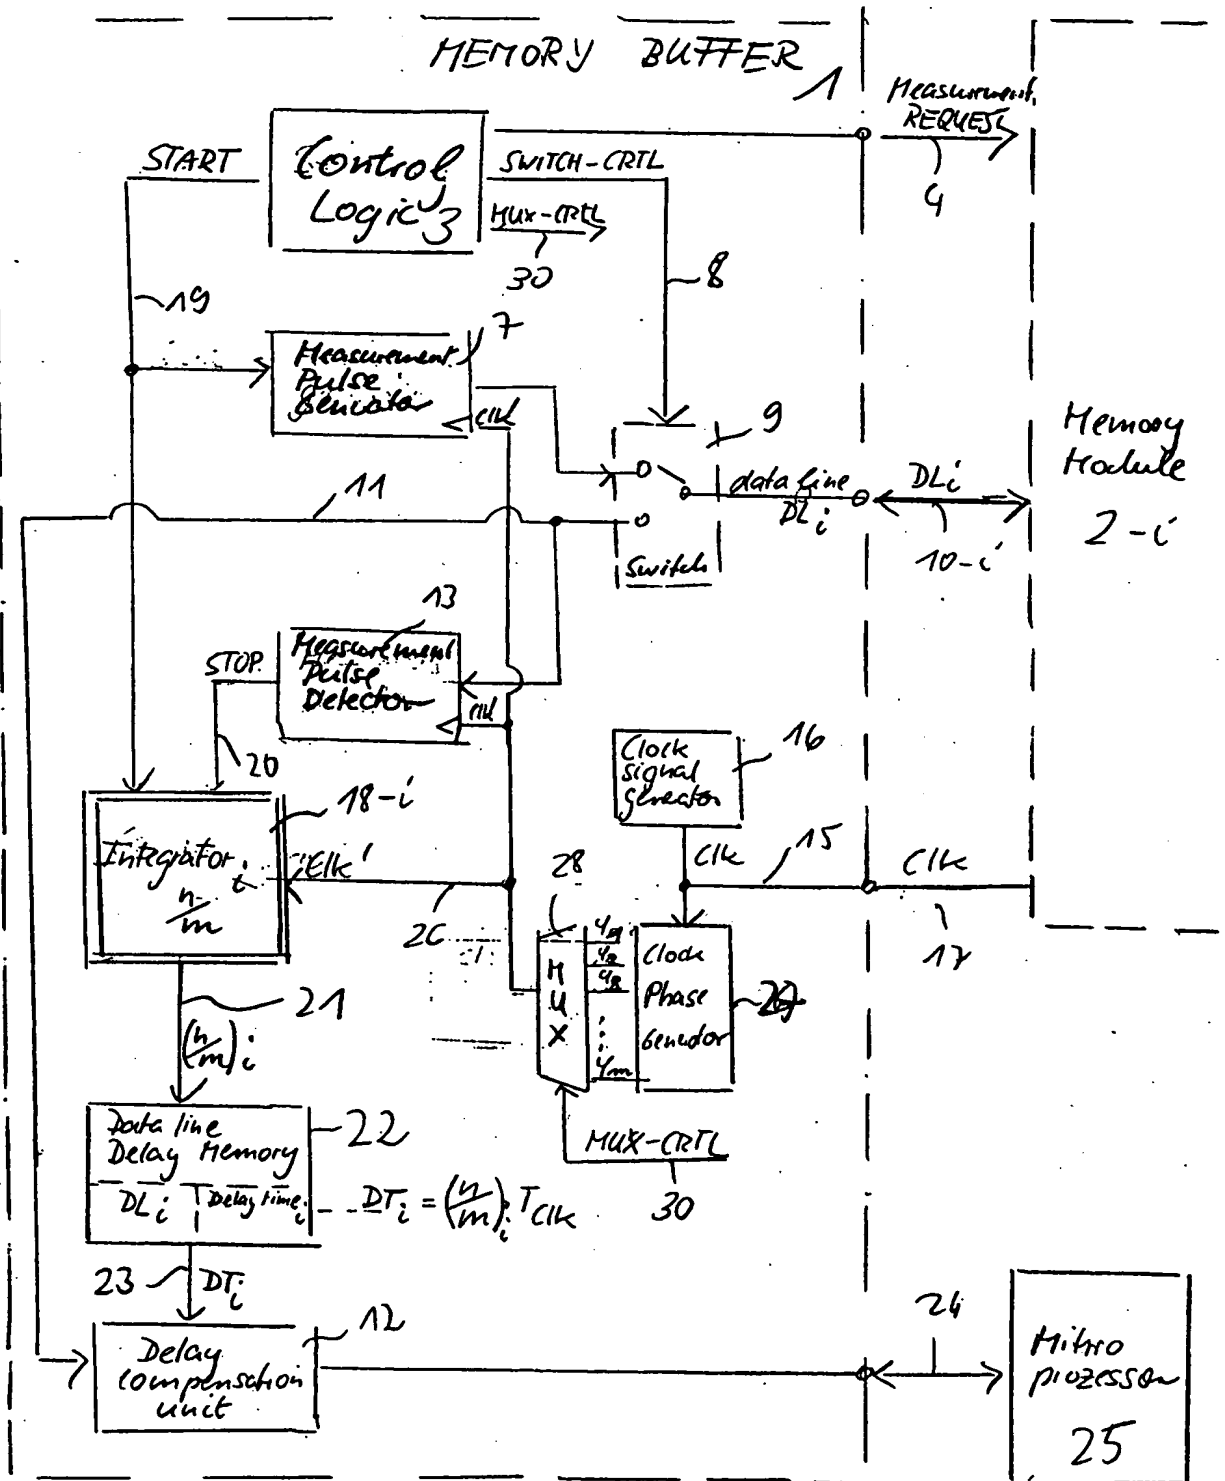 MEMORY BUFFER
1
Measurement
REQUEST
4
START
Control
Logic 3
SWITCH-CRTL
MUX-CRTL
30
8
19
7
Measurement
Pulse
Generator
Clk
9
11
data line
DLi
DLi
10-i
Memory
Module
2-i
Switch
13
STOP
Measurement
Pulse
Detector
Clk
20
Clock
signal
generator
16
18-i
Integrator i
n/m
Clk'
26
28
Clk
15
Clk
17
MUX
φm
Clock
Phase
Generator
21
(n/m)i
MUX-CRTL
30
Data line
Delay Memory
22
DLi
Delay time i
DTi = (n/m)i TClk
23
DTi
12
Delay
compensation
unit
24
Mikro
prozessor
25